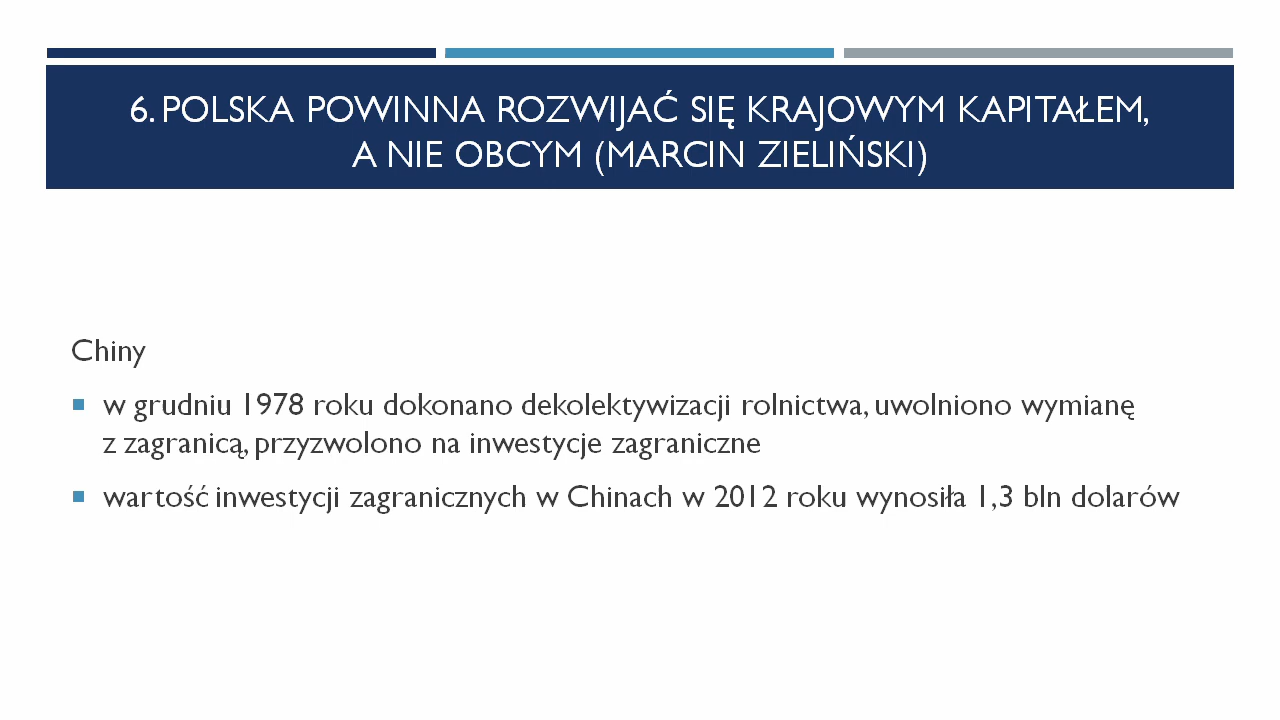 6. POLSKA POWINNA ROZWIJAĆ SIĘ KRAJOWYM KAPITAŁEM,
A NIE OBCYM (MARCIN ZIELIŃSKI)
Chiny
w grudniu 1978 roku dokonano dekolektywizacji rolnictwa, uwolniono wymianę
z zagranicą, przyzwolono na inwestycje zagraniczne
wartość inwestycji zagranicznych w Chinach w 2012 roku wynosiła 1,3 bln dolarów